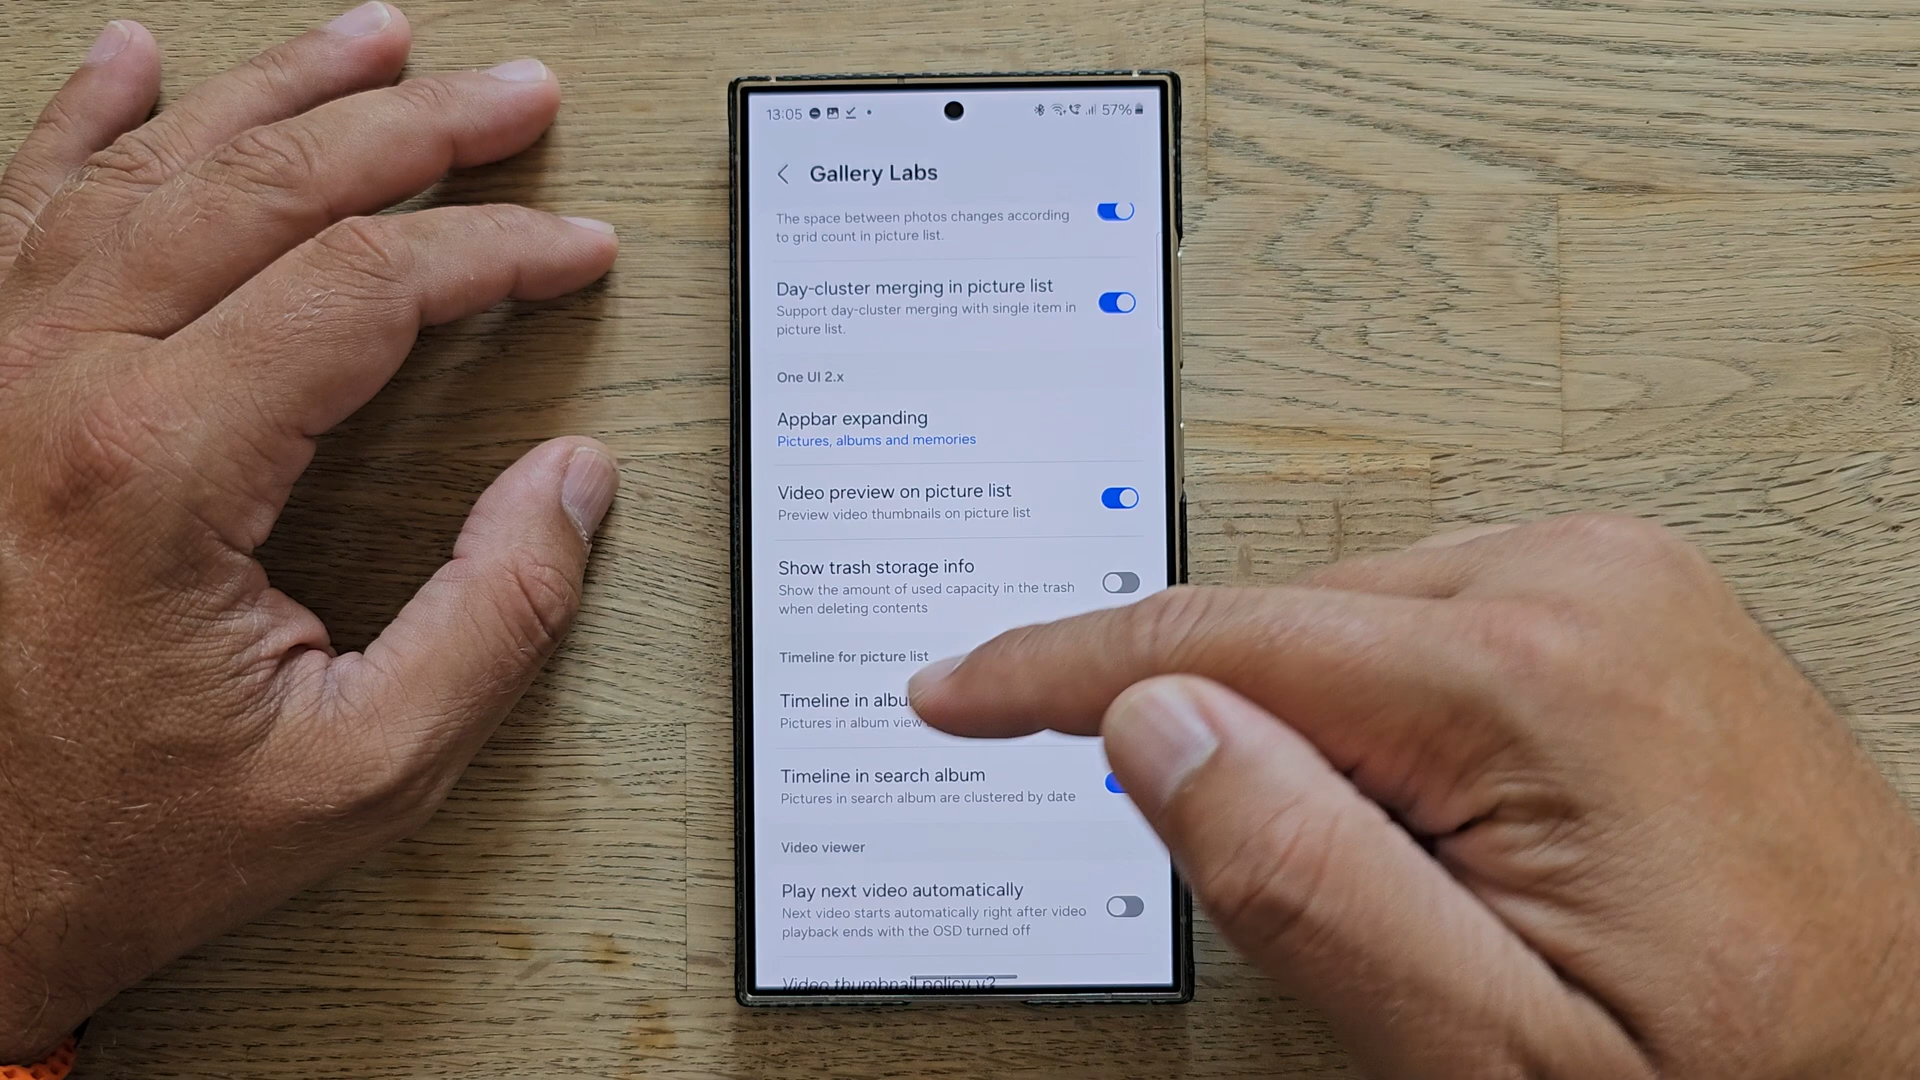 13:05 57%
Gallery Labs
The space between photos changes according
to grid count in picture list.
Day-cluster merging in picture list
Support day-cluster merging with single item in
picture list.
One UI 2.x
Appbar expanding
Pictures, albums and memories
Video preview on picture list
Preview video thumbnails on picture list
Show trash storage info
Show the amount of used capacity in the trash
when deleting contents
Timeline for picture list
Timeline in albu
Pictures in album view
Timeline in search album
Pictures in search album are clustered by date
Video viewer
Play next video automatically
Next video starts automatically right after video
playback ends with the OSD turned off
Video thumbnail policy v2